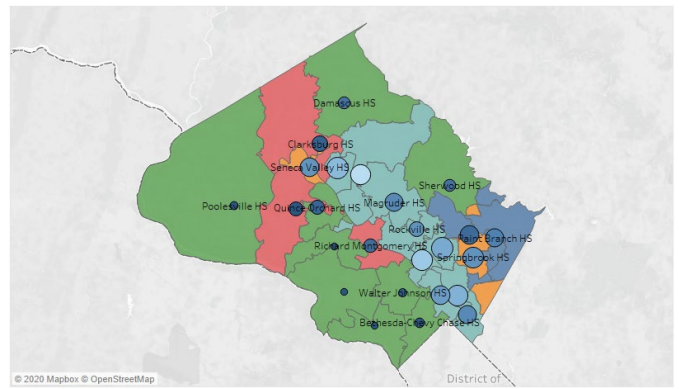 Damascus HS
Clarksburg HS
Seneca Valley HS
Sherwood HS
Poolesville HS
Quince Orchard HS
Magruder HS
Rockville HS
Paint Branch HS
Richard Montgomery HS
Springbrook HS
Walter Johnson HS
Bethesda-Chevy Chase HS
© 2020 Mapbox © OpenStreetMap
District of